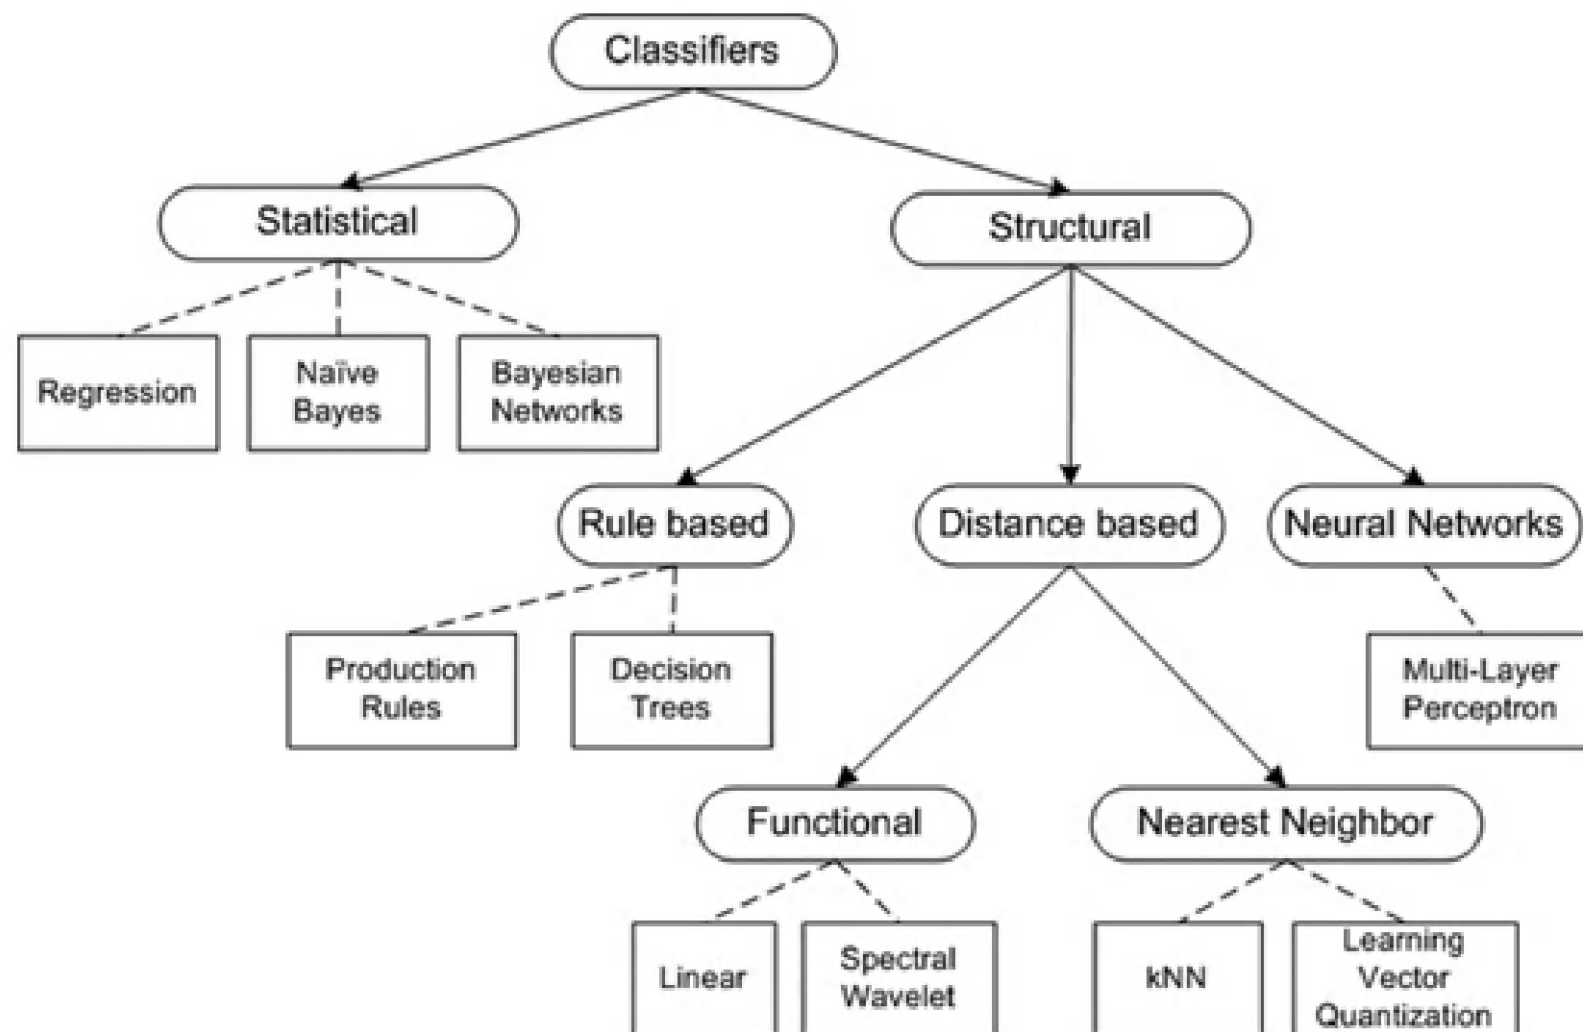 Classifiers
Statistical
Structural
Regression
Naïve
Bayes
Bayesian
Networks
Rule based
Distance based
Neural Networks
Production
Rules
Decision
Trees
Multi-Layer
Perceptron
Functional
Nearest Neighbor
Linear
Spectral
Wavelet
kNN
Learning
Vector
Quantization